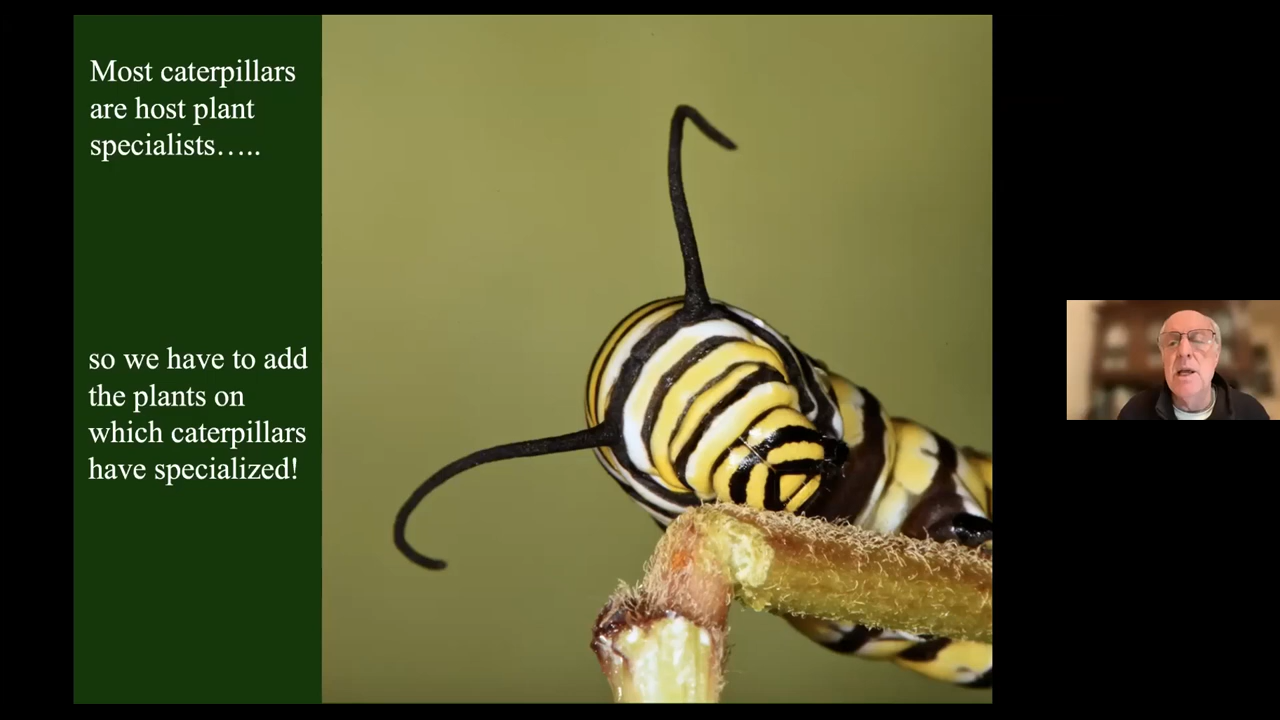 Most caterpillars
are host plant
specialists…..
so we have to add
the plants on
which caterpillars
have specialized!